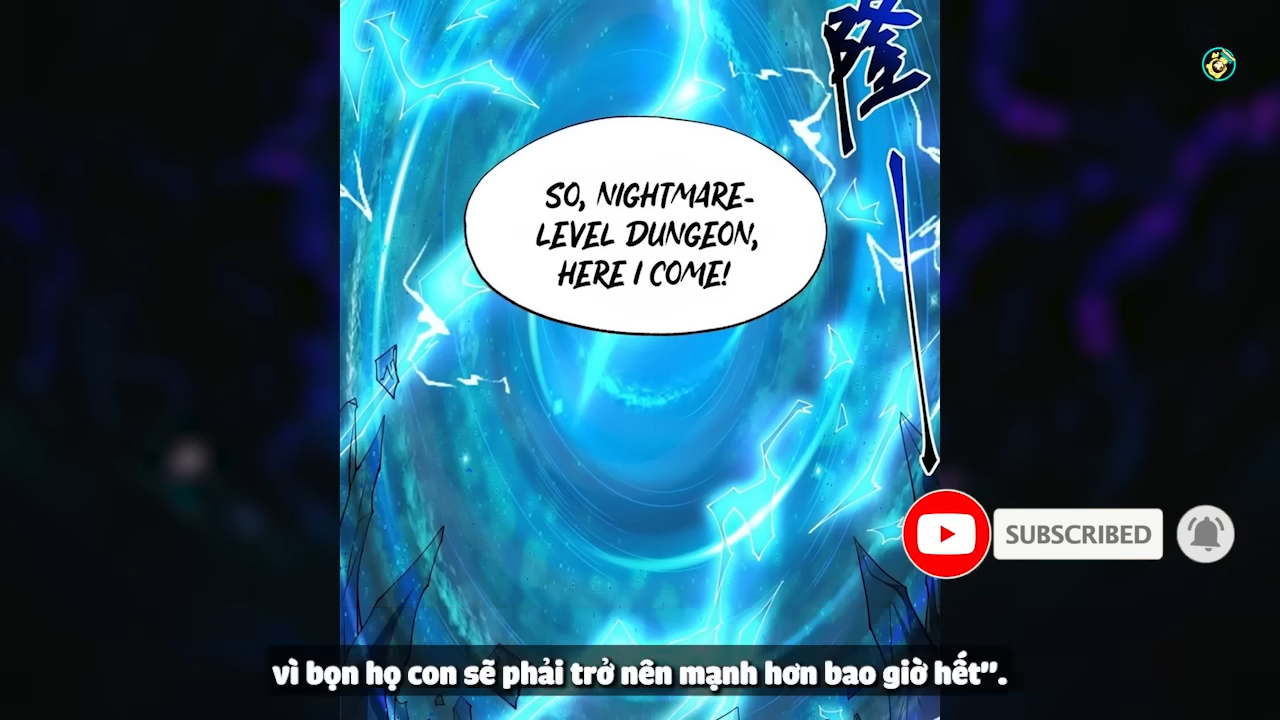 隆
SO, NIGHTMARE-
LEVEL DUNGEON,
HERE I COME!
SUBSCRIBED
vì bọn họ con sẽ phải trở nên mạnh hơn bao giờ hết”.